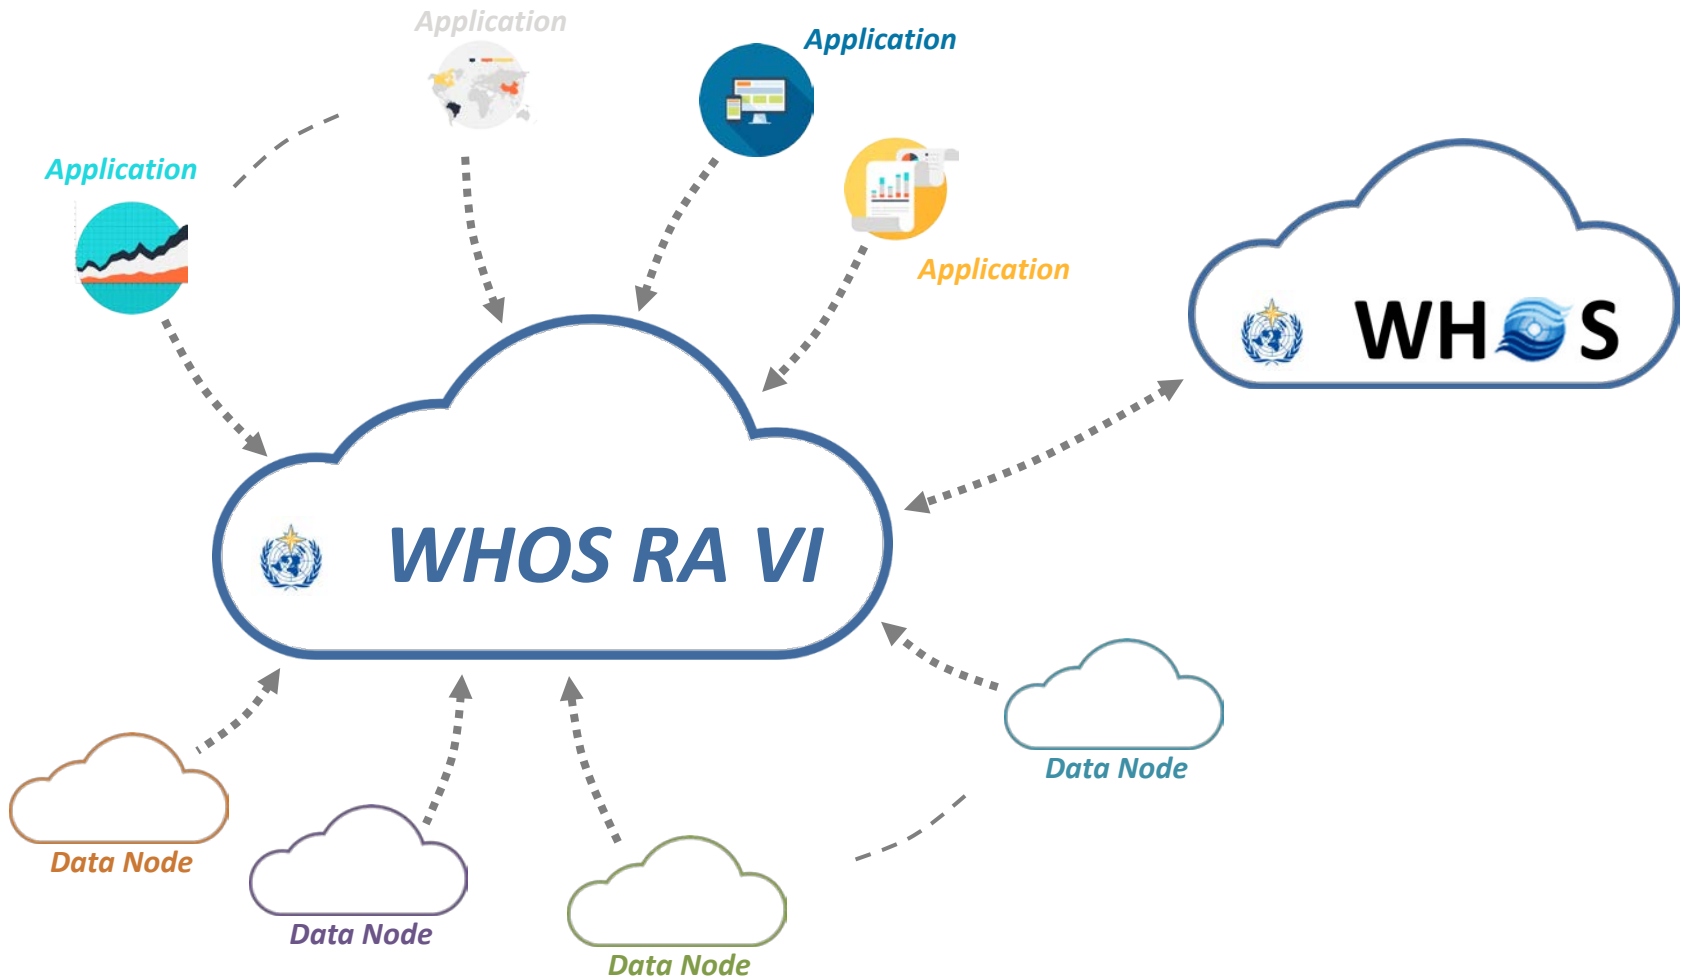 Application
Application
Application
Application
WHOS
WHOS RA VI
Data Node
Data Node
Data Node
Data Node